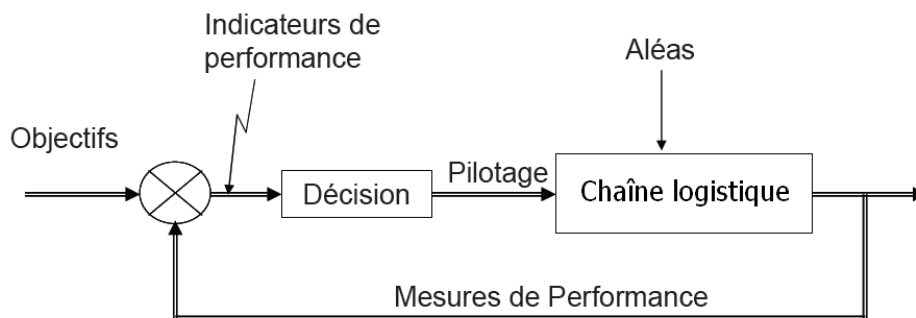 Indicateurs de
performance
Aléas
Objectifs
Pilotage
Décision
Chaîne logistique
Mesures de Performance